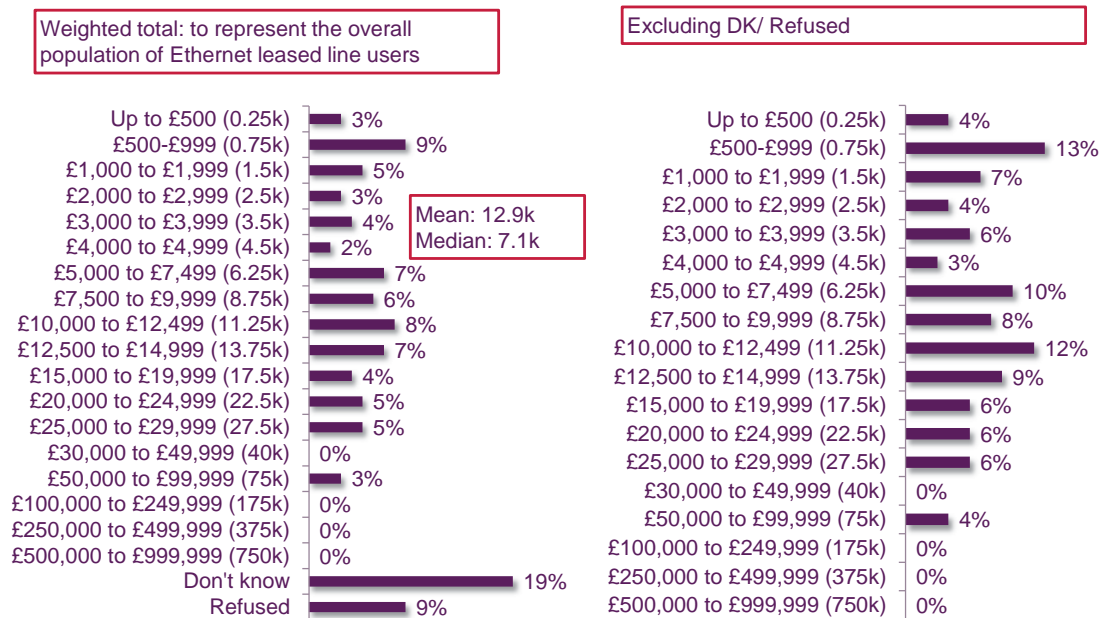 Weighted total: to represent the overall
population of Ethernet leased line users
Up to £500 (0.25k) 3%
£500-£999 (0.75k) 9%
£1,000 to £1,999 (1.5k) 5%
£2,000 to £2,999 (2.5k) 3%
£3,000 to £3,999 (3.5k) 4%
£4,000 to £4,999 (4.5k) 2%
£5,000 to £7,499 (6.25k) 7%
£7,500 to £9,999 (8.75k) 6%
£10,000 to £12,499 (11.25k) 8%
£12,500 to £14,999 (13.75k) 7%
£15,000 to £19,999 (17.5k) 4%
£20,000 to £24,999 (22.5k) 5%
£25,000 to £29,999 (27.5k) 5%
£30,000 to £49,999 (40k) 0%
£50,000 to £99,999 (75k) 3%
£100,000 to £249,999 (175k) 0%
£250,000 to £499,999 (375k) 0%
£500,000 to £999,999 (750k) 0%
Don't know 19%
Refused 9%
Mean: 12.9k
Median: 7.1k
Excluding DK/ Refused
Up to £500 (0.25k) 4%
£500-£999 (0.75k) 13%
£1,000 to £1,999 (1.5k) 7%
£2,000 to £2,999 (2.5k) 4%
£3,000 to £3,999 (3.5k) 6%
£4,000 to £4,999 (4.5k) 3%
£5,000 to £7,499 (6.25k) 10%
£7,500 to £9,999 (8.75k) 8%
£10,000 to £12,499 (11.25k) 12%
£12,500 to £14,999 (13.75k) 9%
£15,000 to £19,999 (17.5k) 6%
£20,000 to £24,999 (22.5k) 6%
£25,000 to £29,999 (27.5k) 6%
£30,000 to £49,999 (40k) 0%
£50,000 to £99,999 (75k) 4%
£100,000 to £249,999 (175k) 0%
£250,000 to £499,999 (375k) 0%
£500,000 to £999,999 (750k) 0%